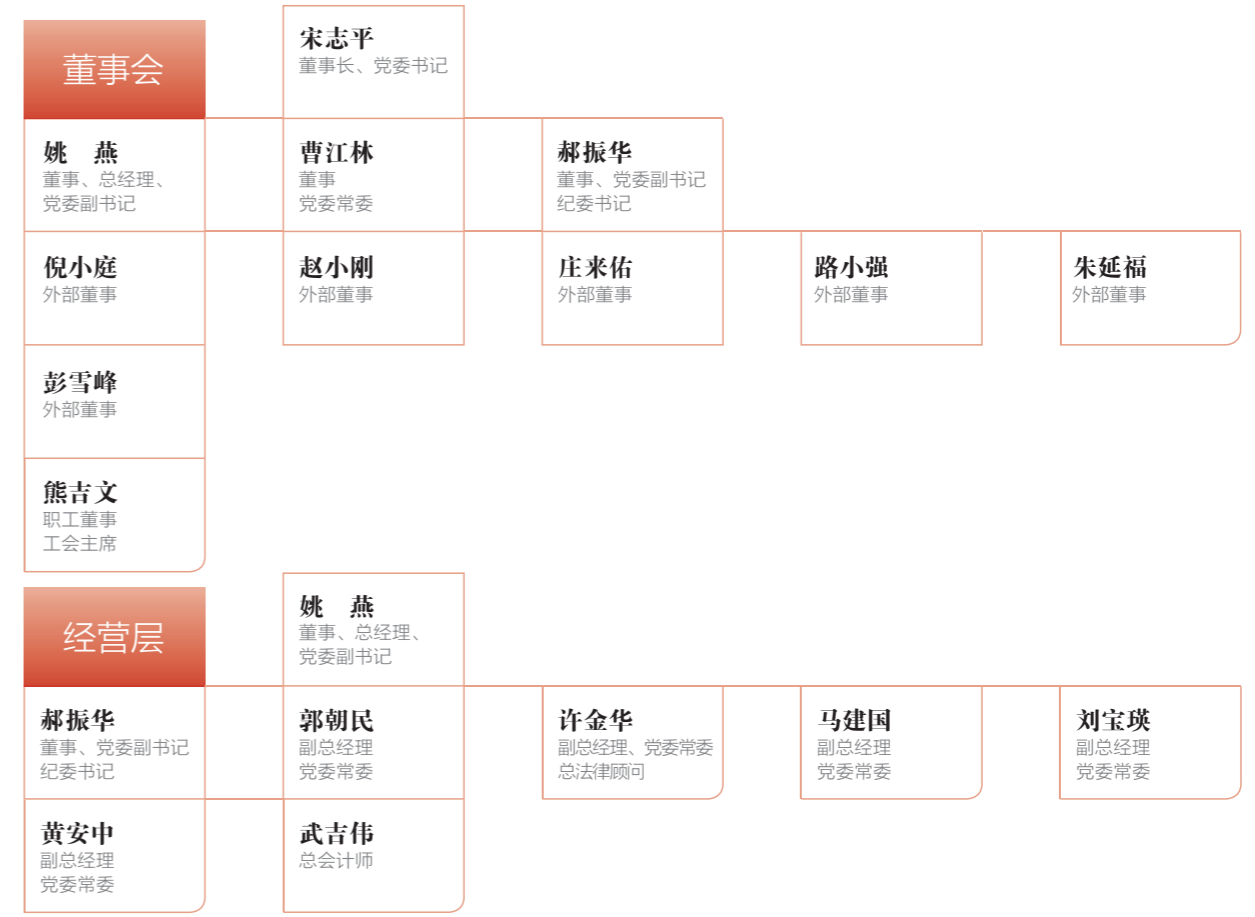 董事会
宋志平
董事长、党委书记
姚　燕
董事、总经理、
党委副书记
曹江林
董事
党委常委
郝振华
董事、党委副书记
纪委书记
倪小庭
外部董事
赵小刚
外部董事
庄来佑
外部董事
路小强
外部董事
朱延福
外部董事
彭雪峰
外部董事
熊吉文
职工董事
工会主席
经营层
姚　燕
董事、总经理、
党委副书记
郝振华
董事、党委副书记
纪委书记
郭朝民
副总经理
党委常委
许金华
副总经理、党委常委
总法律顾问
马建国
副总经理
党委常委
刘宝瑛
副总经理
党委常委
黄安中
副总经理
党委常委
武吉伟
总会计师